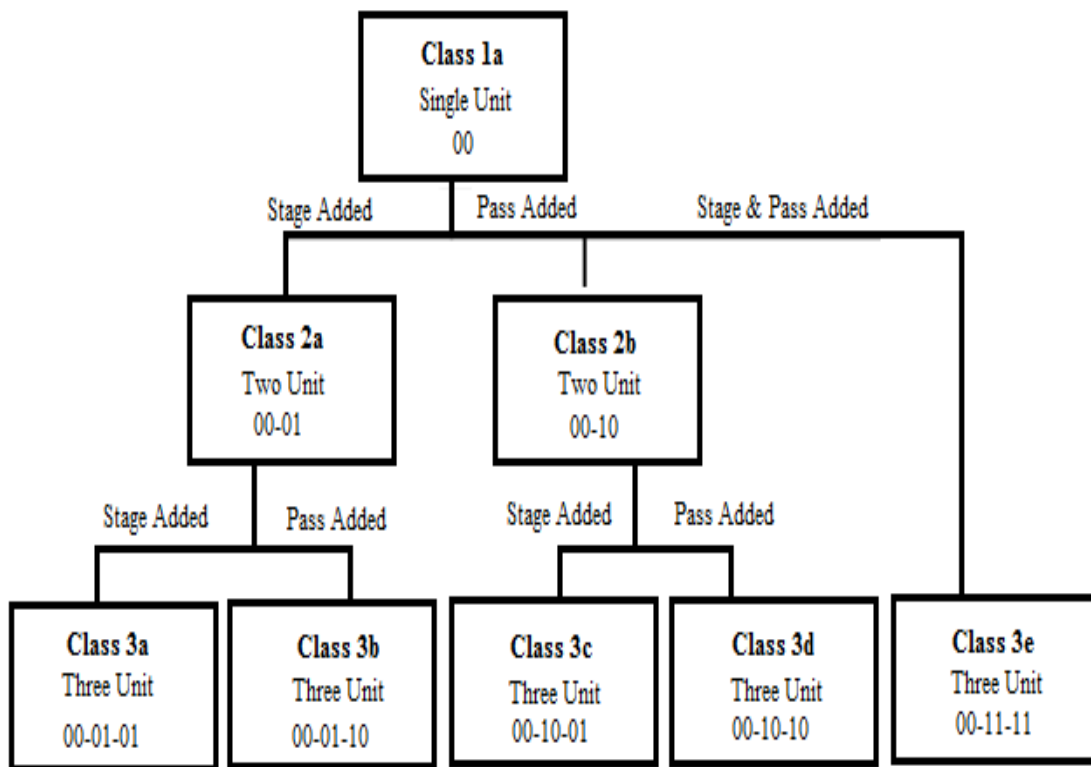 Class 1a
Single Unit
00
Stage Added
Pass Added
Stage & Pass Added
Class 2a
Two Unit
00-01
Class 2b
Two Unit
00-10
Stage Added
Pass Added
Stage Added
Pass Added
Class 3a
Three Unit
00-01-01
Class 3b
Three Unit
00-01-10
Class 3c
Three Unit
00-10-01
Class 3d
Three Unit
00-10-10
Class 3e
Three Unit
00-11-11